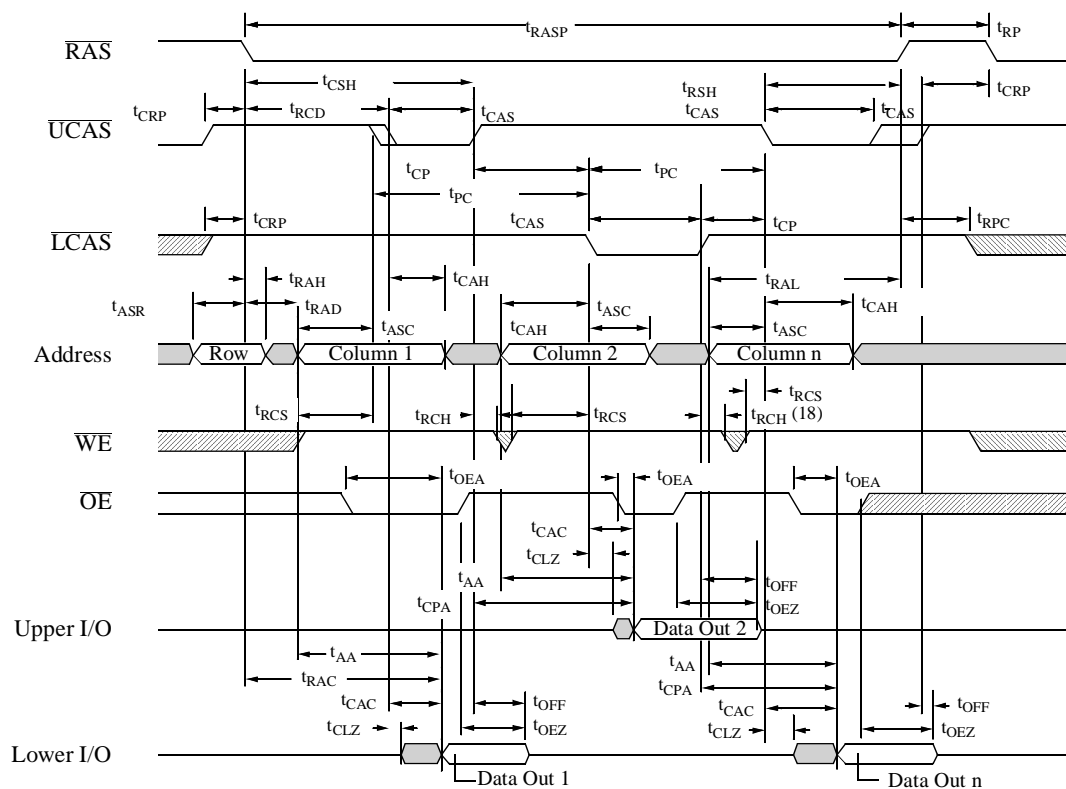 tRASP tRP
RAS
tCSH tRSH
tCRP tRCD tCAS tCAS tCAS tCRP
UCAS
tCP tPC
tPC
tCRP tCAS tCP tRPC
LCAS
tRAH tCAH tRAL
tASR tRAD tASC tCAH
tASC tCAH tASC
Address Row Column 1 Column 2 Column n
tRCS
tRCS tRCH tRCS tRCH (18)
WE
tOEA tOEA tOEA
OE
tCAC
tCLZ
tAA tOFF
tCPA tOEZ
Upper I/O Data Out 2
tAA tAA
tRAC tCPA
tCAC tOFF tCAC tOFF
tCLZ tOEZ tCLZ tOEZ
Lower I/O
Data Out 1 Data Out n